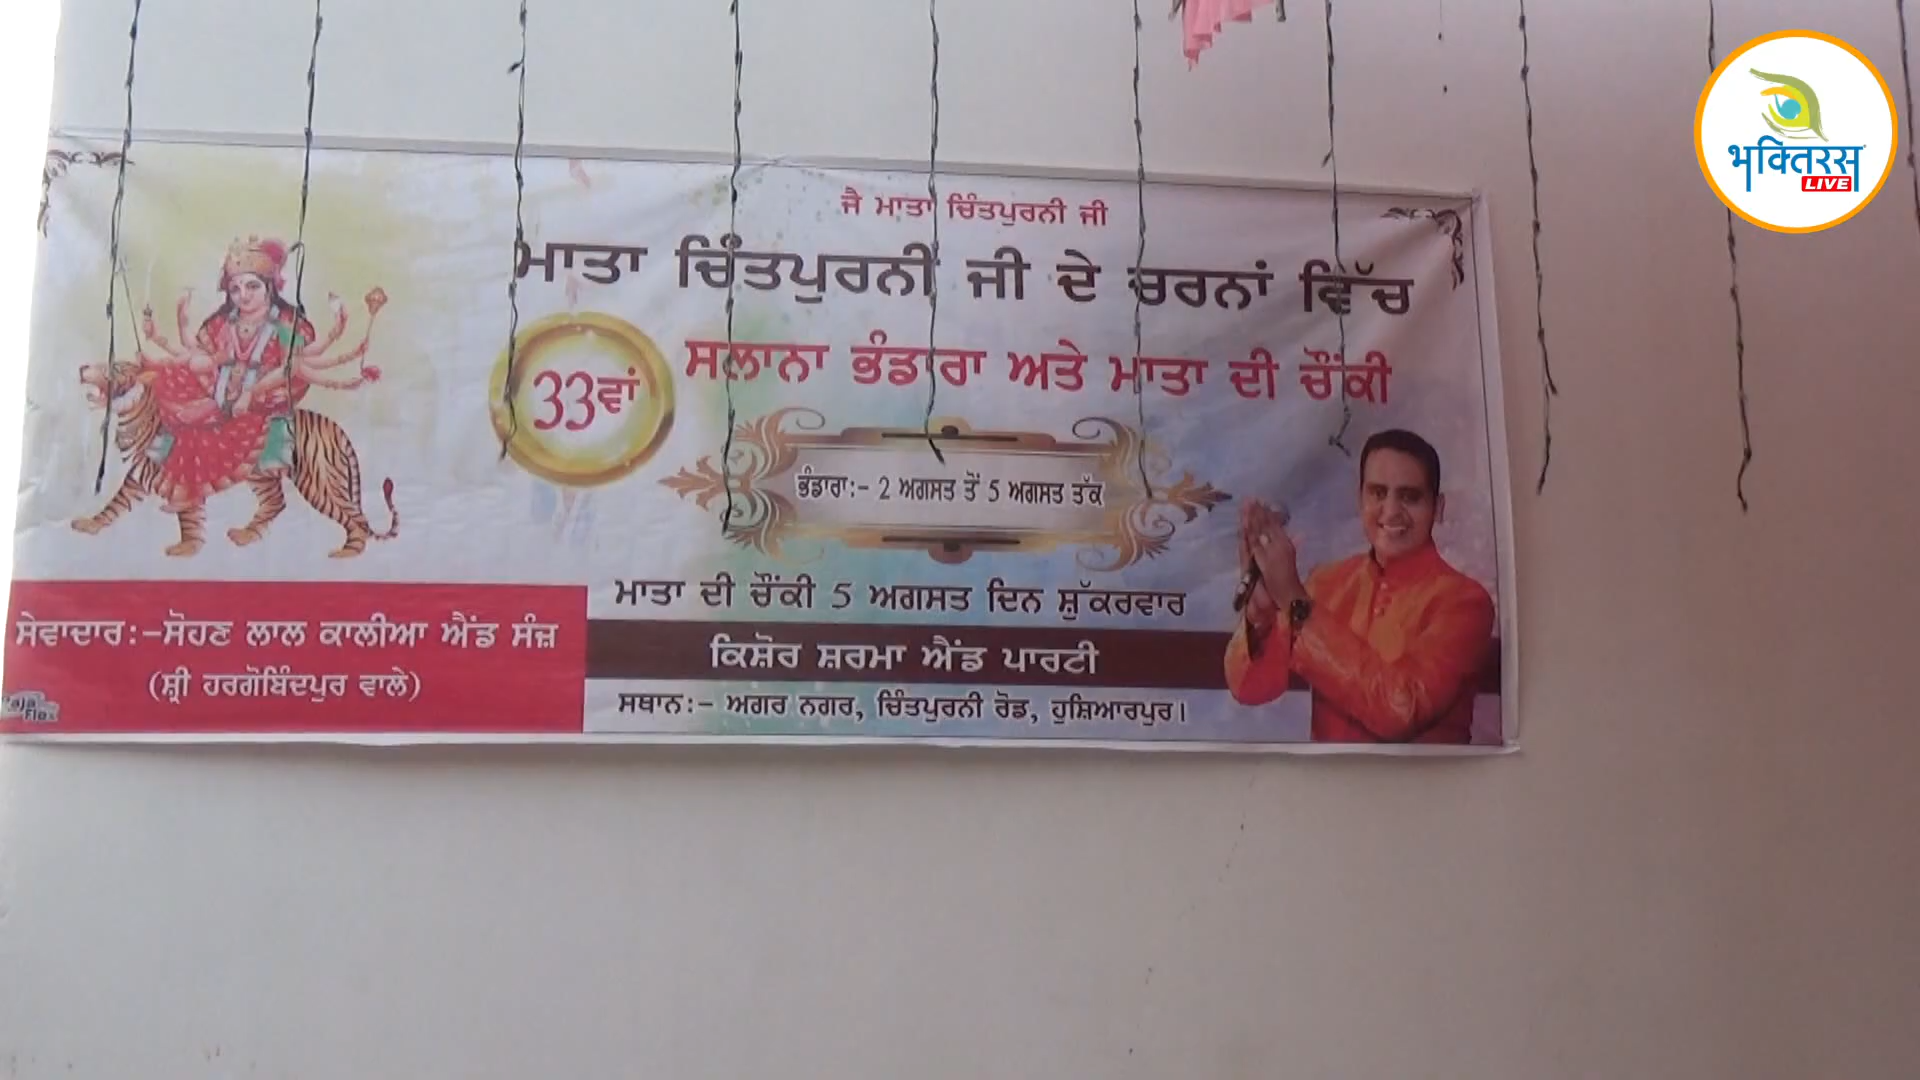 भक्तिरस
LIVE
ਜੈ ਮਾਤਾ ਚਿੰਤਪੁਰਨੀ ਜੀ
ਮਾਤਾ ਚਿੰਤਪੁਰਨੀ ਜੀ ਦੇ ਚਰਨਾਂ ਵਿੱਚ
33ਵਾਂ
ਸਲਾਨਾ ਭੰਡਾਰਾ ਅਤੇ ਮਾਤਾ ਦੀ ਚੌਂਕੀ
ਭੰਡਾਰਾ:- 2 ਅਗਸਤ ਤੋਂ 5 ਅਗਸਤ ਤੱਕ
ਮਾਤਾ ਦੀ ਚੌਂਕੀ 5 ਅਗਸਤ ਦਿਨ ਸ਼ੁੱਕਰਵਾਰ
ਕਿਸ਼ੋਰ ਸ਼ਰਮਾ ਐਂਡ ਪਾਰਟੀ
ਸਥਾਨ:- ਅਗਰ ਨਗਰ, ਚਿੰਤਪੁਰਨੀ ਰੋਡ, ਹੁਸ਼ਿਆਰਪੁਰ।
ਸੇਵਾਦਾਰ:-ਸੋਹਣ ਲਾਲ ਕਾਲੀਆ ਐਂਡ ਸੰਜ਼
(ਸ਼੍ਰੀ ਹਰਗੋਬਿੰਦਪੁਰ ਵਾਲੇ)